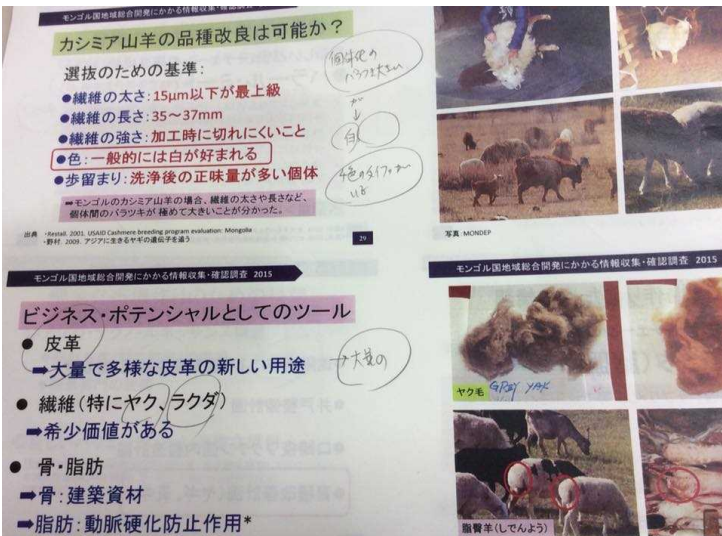 モンゴル国地域総合開発にかかる情報収集・確認調査
カシミア山羊の品種改良は可能か？
選抜のための基準：
●繊維の太さ：15μm以下が最上級
●繊維の長さ：35～37mm
●繊維の強さ：加工時に切れにくいこと
●色：一般的には白が好まれる
●歩留まり：洗浄後の正味量が多い個体
➡モンゴルのカシミア山羊の場合、繊維の太さや長さなど、
個体間のバラツキが極めて大きいことが分かった。
出典 ・Restall. 2001. USAID Cashmere breeding program evaluation: Mongolia
・野村. 2009. アジアに生きるヤギの遺伝子を追う
29
大きい
白
写真：MONDEP
モンゴル国地域総合開発にかかる情報収集・確認調査 2015
ビジネス・ポテンシャルとしてのツール
● 皮革
➡大量で多様な皮革の新しい用途
● 繊維（特にヤク、ラクダ）
➡希少価値がある
● 骨・脂肪
➡骨：建築資材
➡脂肪：動脈硬化防止作用*
→大量の
モンゴル国地域総合開発にかかる情報収集・確認調査 2015
ヤク毛
GREY YAK
脂臀羊（しでんよう）